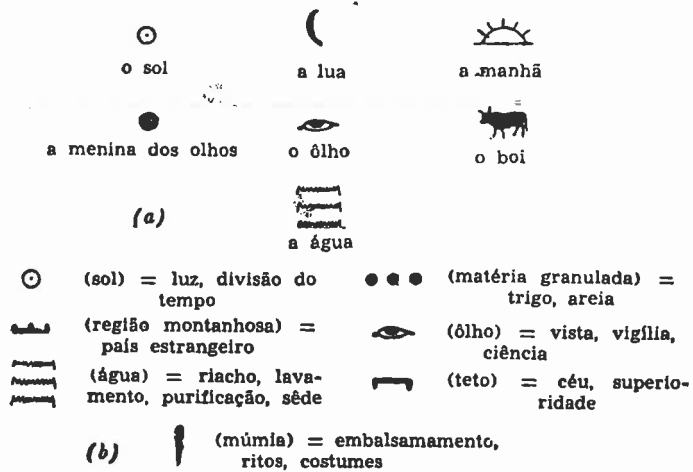 o sol
a lua
a manhã
a menina dos olhos
o ôlho
o boi
(a)
a água
(sol) = luz, divisão do
tempo
(matéria granulada) =
trigo, areia
(região montanhosa) =
país estrangeiro
(ôlho) = vista, vigília,
ciência
(água) = riacho, lava-
mento, purificação, sêde
(teto) = céu, superio-
ridade
(b)
(múmia) = embalsamamento,
ritos, costumes